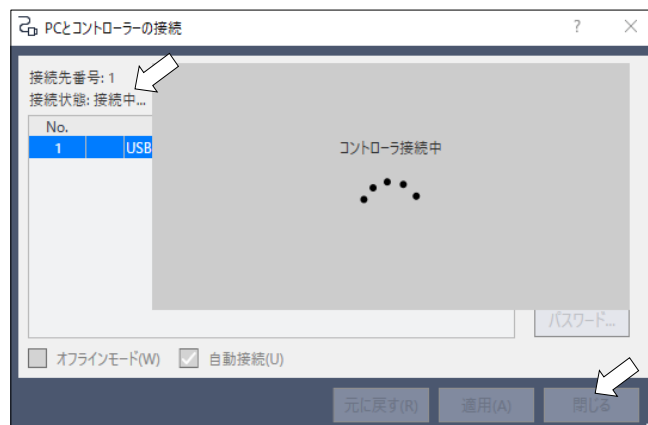 PCとコントローラーの接続
接続先番号: 1
接続状態: 接続中...
No.
1 USB
コントローラ接続中
パスワード...
オフラインモード(W) 自動接続(U)
元に戻す(R) 適用(A) 閉じる